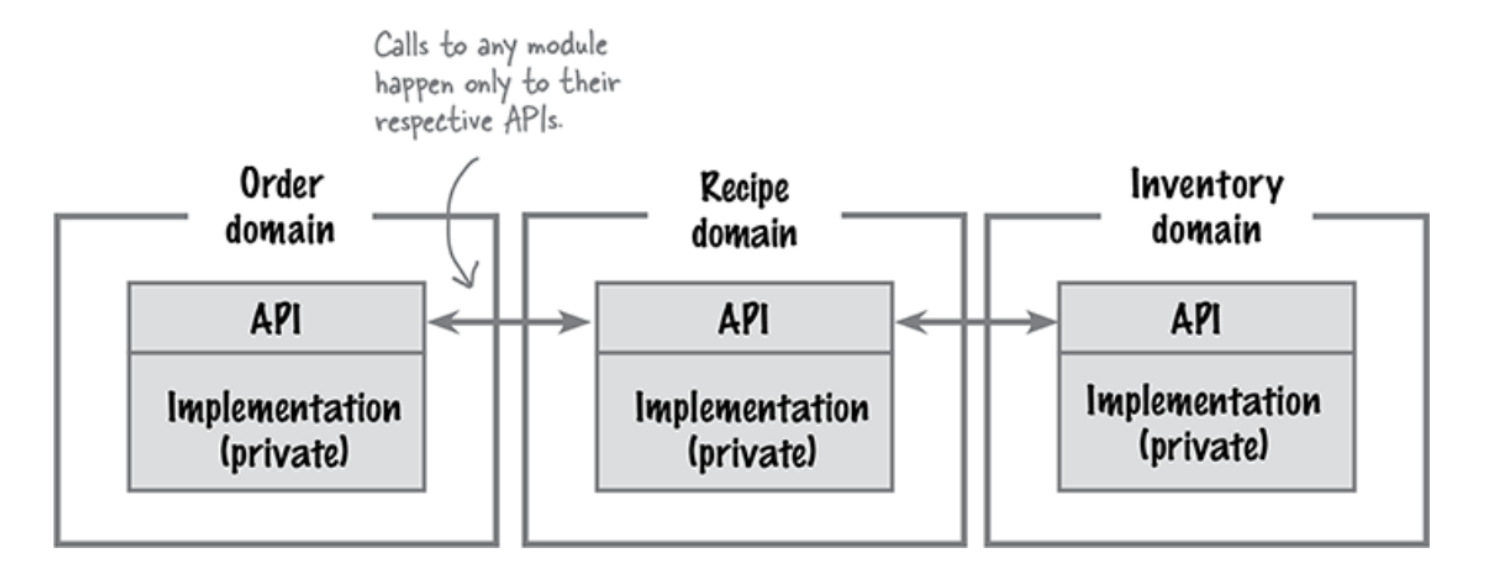 Calls to any module
happen only to their
respective APIs.
Order
domain
Recipe
domain
Inventory
domain
API
Implementation
(private)
API
Implementation
(private)
API
Implementation
(private)